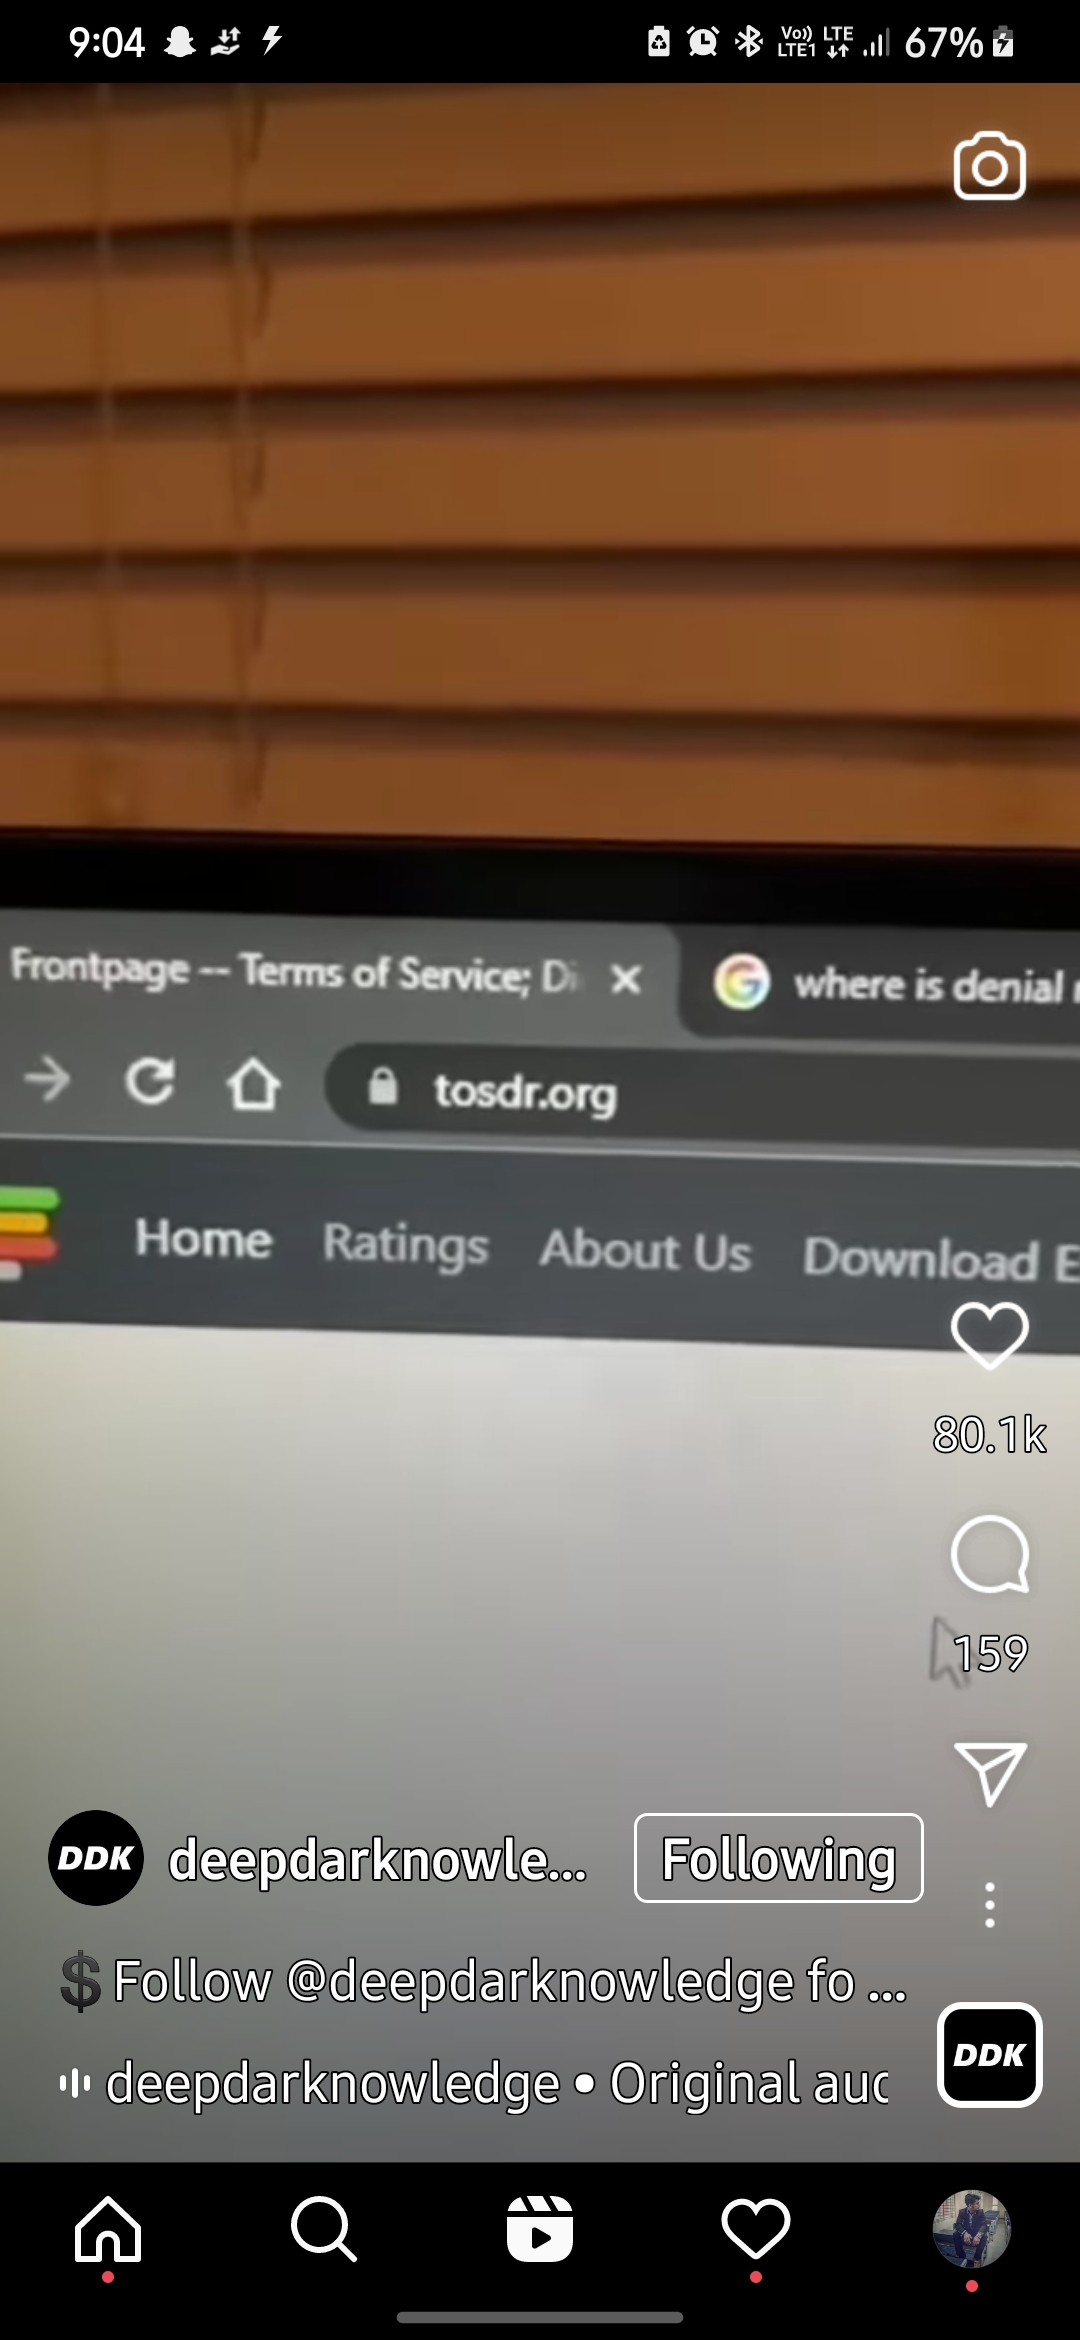 9:04
Vo)) LTE
LTE1
67%
Frontpage -- Terms of Service; Di
where is denial
tosdr.org
Home Ratings About Us Download E
80.1k
159
DDK deepdarknowle... Following
Follow @deepdarknowledge fo ...
deepdarknowledge • Original aud
DDK